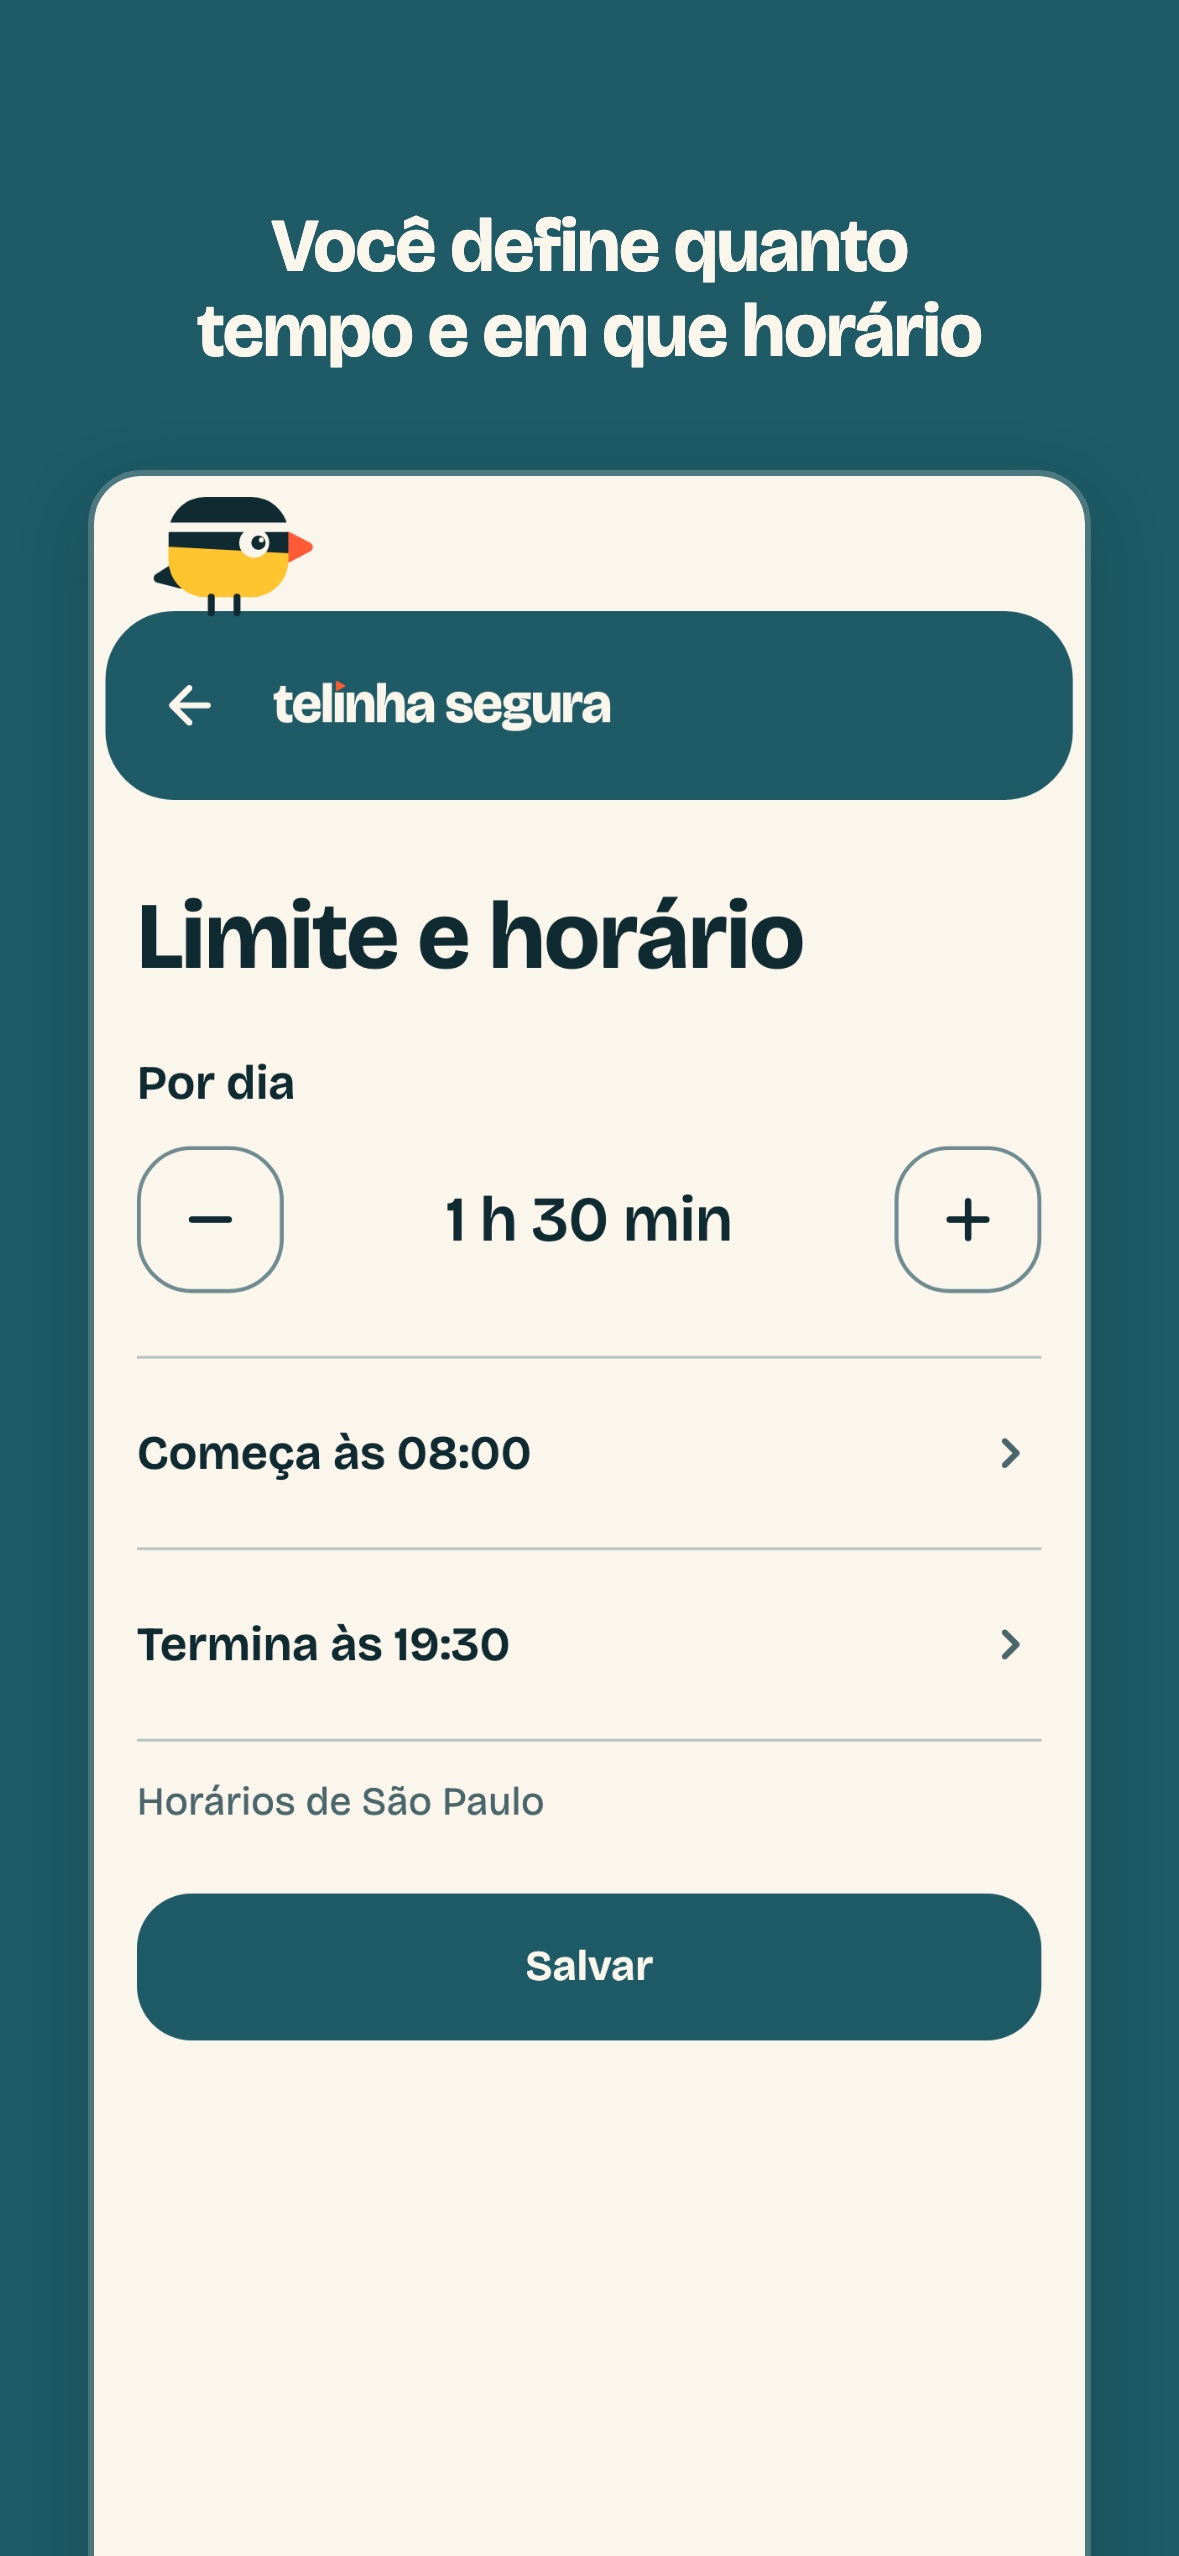 Você define quanto
tempo e em que horário
telinha segura
Limite e horário
Por dia
1 h 30 min
Começa às 08:00
Termina às 19:30
Horários de São Paulo
Salvar